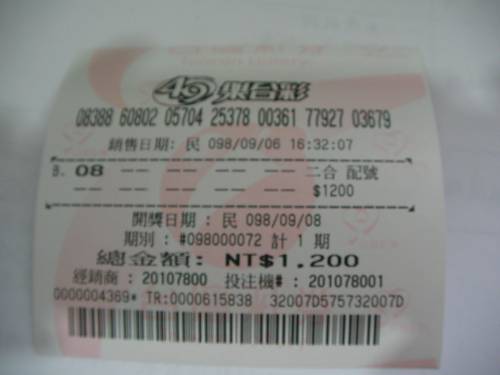 49 樂合彩
08388 60802 05704 25378 00361 77927 03679
銷售日期: 民 098/09/06 16:32:07
B. 08 -- -- -- -- -- 二合 配號
-- -- -- -- -- $1200
開獎日期 : 民 098/09/08
期別 : #098000072 計 1 期
總金額: NT$1,200
經銷商 : 20107800 投注機# : 201078001
0000004369* TR:0000615838 32007D575732007D